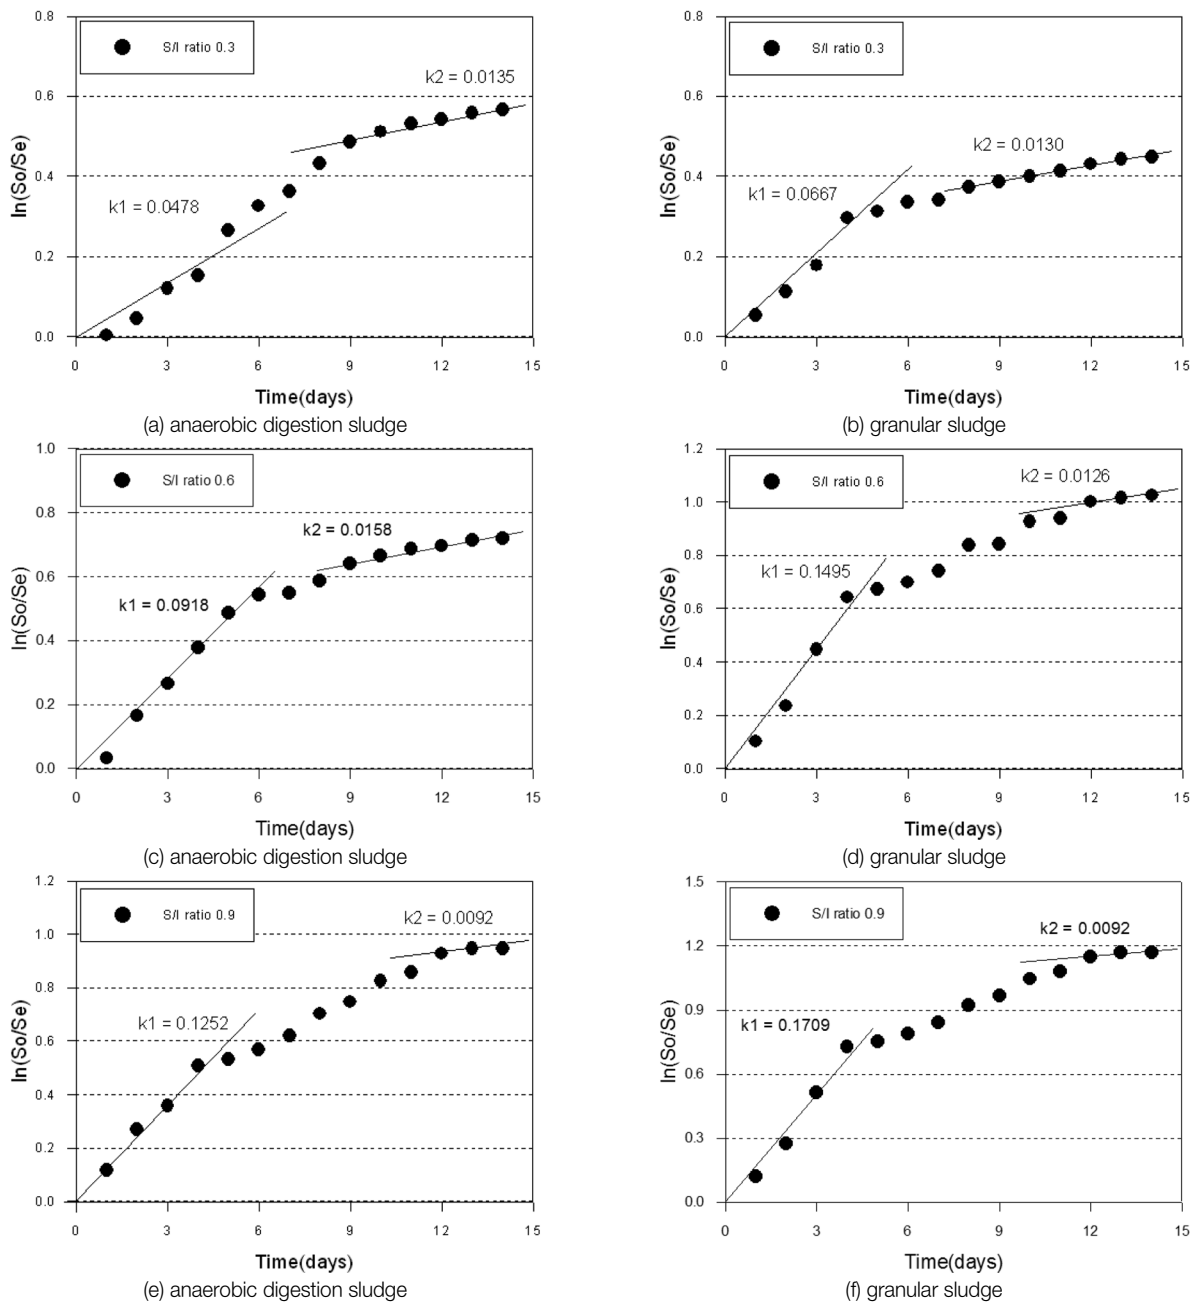 0.8
S/I ratio 0.3
k2 = 0.0135
0.6
ln(So/Se)
0.4
k1 = 0.0478
0.2
0.0
0 3 6 9 12 15
Time(days)
(a) anaerobic digestion sludge
0.8
S/I ratio 0.3
0.6
k2 = 0.0130
ln(So/Se)
0.4
k1 = 0.0667
0.2
0.0
0 3 6 9 12 15
Time(days)
(b) granular sludge
1.0
S/I ratio 0.6
0.8
k2 = 0.0158
ln(So/Se)
0.6
k1 = 0.0918
0.4
0.2
0.0
0 3 6 9 12 15
Time(days)
(c) anaerobic digestion sludge
1.2
S/I ratio 0.6
k2 = 0.0126
1.0
0.8
ln(So/Se)
k1 = 0.1495
0.6
0.4
0.2
0.0
0 3 6 9 12 15
Time(days)
(d) granular sludge
1.2
S/I ratio 0.9
k2 = 0.0092
1.0
0.8
ln(So/Se)
k1 = 0.1252
0.6
0.4
0.2
0.0
0 3 6 9 12 15
Time(days)
(e) anaerobic digestion sludge
1.5
S/I ratio 0.9
k2 = 0.0092
1.2
0.9
ln(So/Se)
k1 = 0.1709
0.6
0.3
0.0
0 3 6 9 12 15
Time(days)
(f) granular sludge